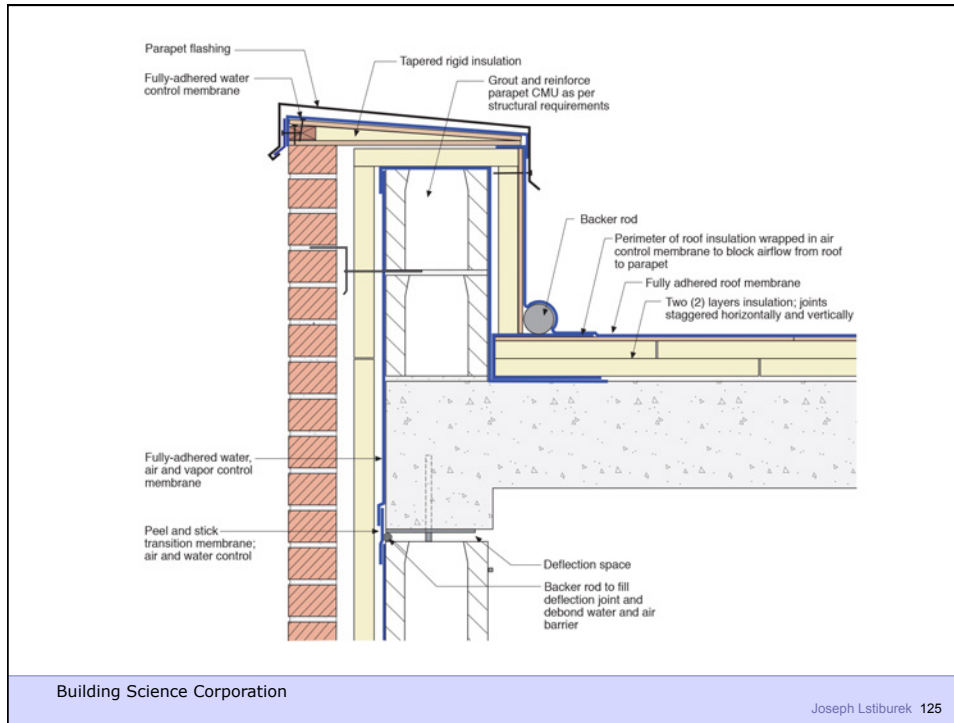 Parapet flashing
Fully-adhered water
control membrane
Tapered rigid insulation
Grout and reinforce
parapet CMU as per
structural requirements
Backer rod
Perimeter of roof insulation wrapped in air
control membrane to block airflow from roof
to parapet
Fully adhered roof membrane
Two (2) layers insulation; joints
staggered horizontally and vertically
Fully-adhered water,
air and vapor control
membrane
Peel and stick
transition membrane;
air and water control
Deflection space
Backer rod to fill
deflection joint and
debond water and air
barrier
Building Science Corporation
Joseph Lstiburek 125